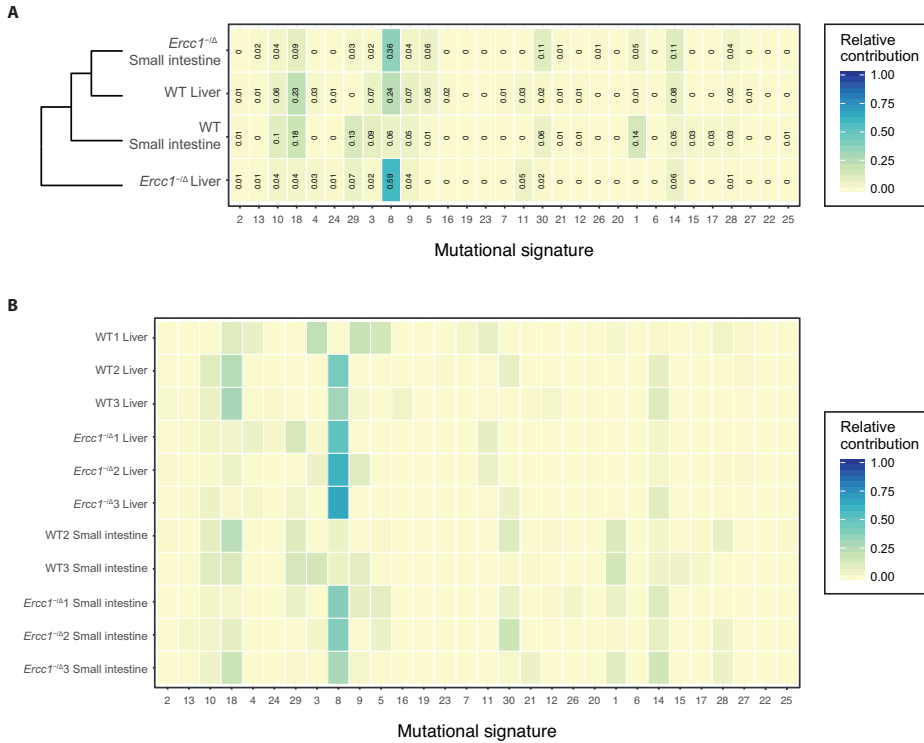 A
Ercc1⁻/Δ
Small intestine
0 0.02 0.04 0.09 0 0 0.03 0.02 0.36 0.04 0.06 0 0 0 0 0 0.11 0.01 0 0.01 0 0.05 0 0.11 0 0 0.04 0 0 0
WT Liver
0.01 0.01 0.06 0.23 0.03 0.01 0 0.07 0.24 0.07 0.05 0.02 0 0 0.01 0.03 0.02 0.01 0.01 0 0 0 0 0.08 0 0 0.02 0.01 0 0
WT
Small intestine
0.01 0 0.1 0.18 0 0 0.13 0.09 0.06 0.05 0.01 0 0 0 0 0 0.06 0.01 0.01 0 0 0.14 0 0.05 0.03 0.03 0.03 0 0 0.01
Ercc1⁻/Δ Liver
0.01 0.01 0.04 0.04 0.03 0.01 0.07 0.02 0.59 0.04 0 0 0 0 0 0.05 0.02 0 0 0 0 0 0 0.06 0 0 0.01 0 0 0
2 13 10 18 4 24 29 3 8 9 5 16 19 23 7 11 30 21 12 26 20 1 6 14 15 17 28 27 22 25
Mutational signature
Relative
contribution
1.00
0.75
0.50
0.25
0.00
B
WT1 Liver
WT2 Liver
WT3 Liver
Ercc1⁻/Δ1 Liver
Ercc1⁻/Δ2 Liver
Ercc1⁻/Δ3 Liver
WT2 Small intestine
WT3 Small intestine
Ercc1⁻/Δ1 Small intestine
Ercc1⁻/Δ2 Small intestine
Ercc1⁻/Δ3 Small intestine
2 13 10 18 4 24 29 3 8 9 5 16 19 23 7 11 30 21 12 26 20 1 6 14 15 17 28 27 22 25
Mutational signature
Relative
contribution
1.00
0.75
0.50
0.25
0.00